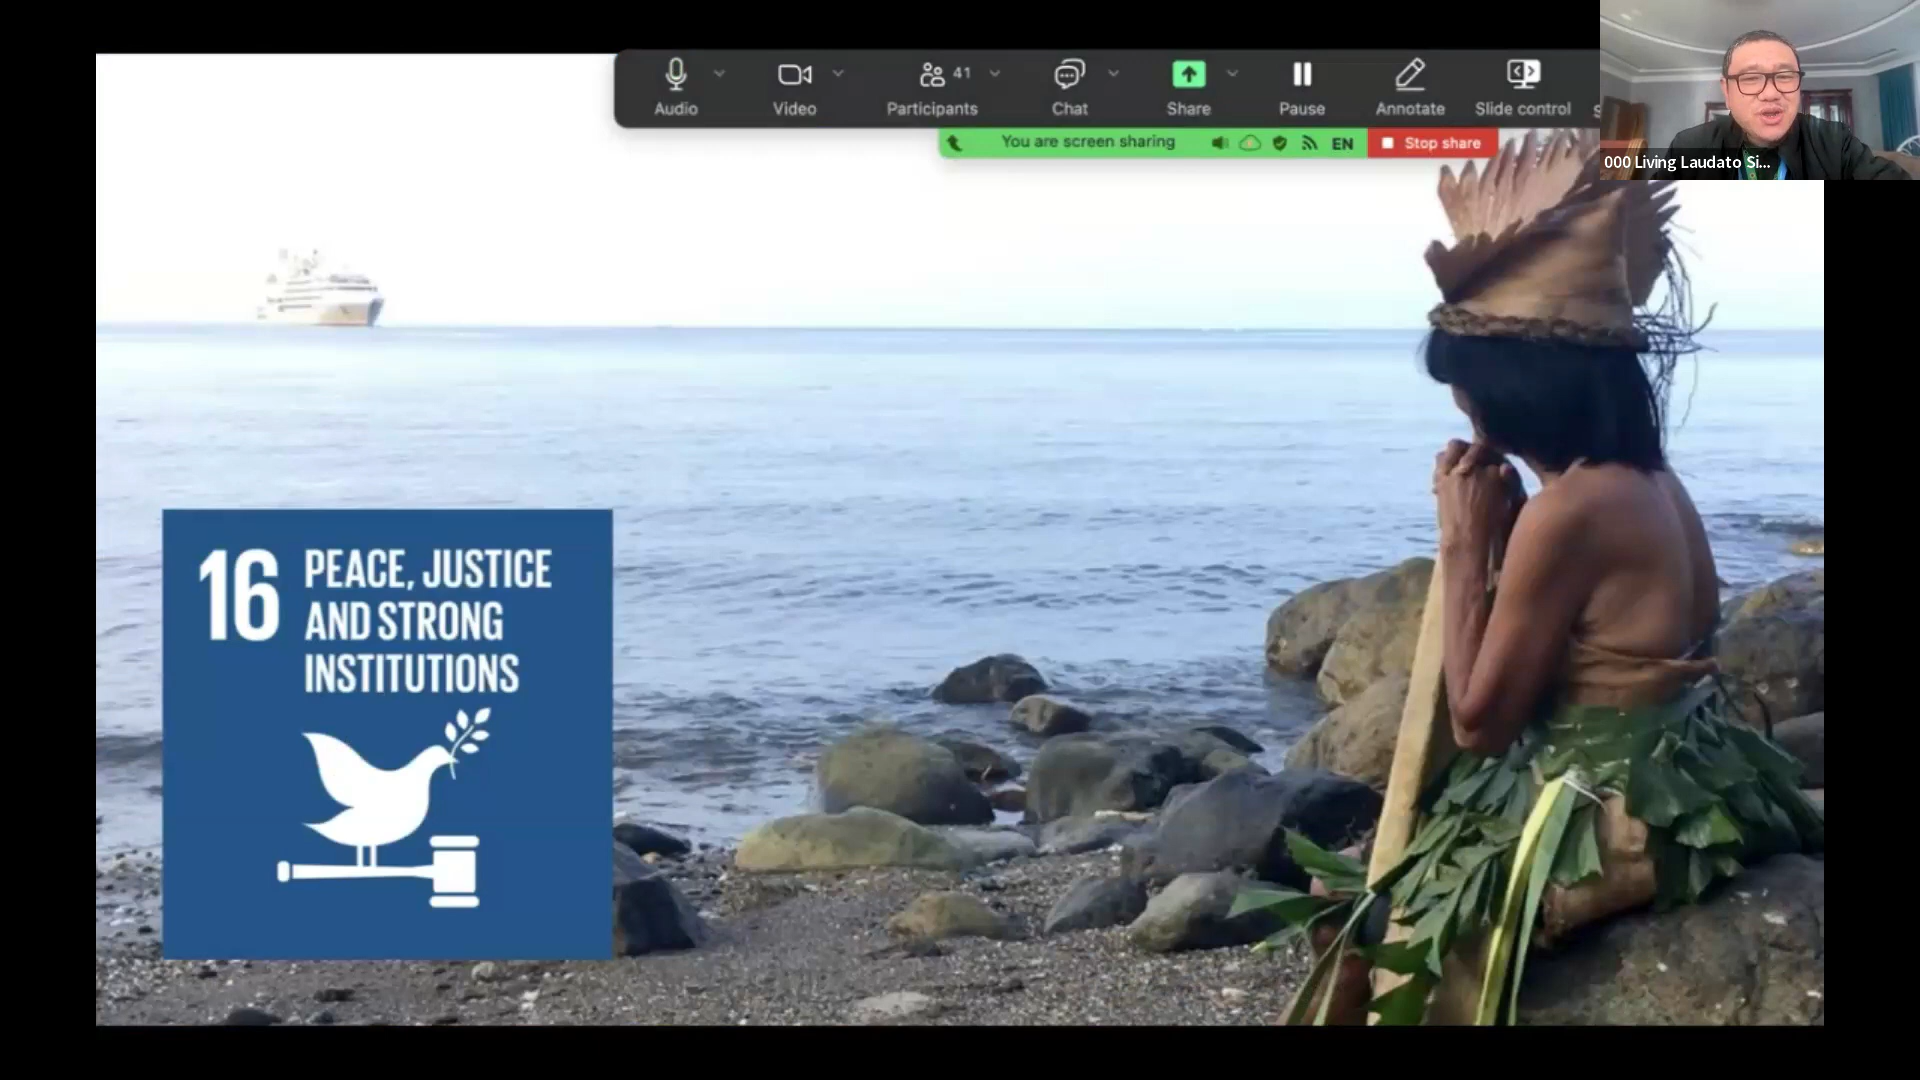 Audio
Video
Participants
41
Chat
Share
Pause
Annotate
Slide control
You are screen sharing
EN
Stop share
000 Living Laudato Si...
16
PEACE, JUSTICE
AND STRONG
INSTITUTIONS